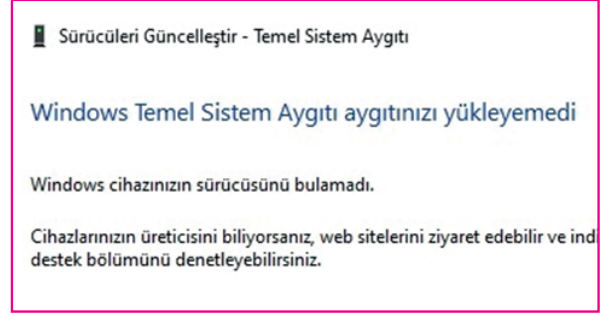 Sürücüleri Güncelleştir - Temel Sistem Aygıtı
Windows Temel Sistem Aygıtı aygıtınızı yükleyemedi
Windows cihazınızın sürücüsünü bulamadı.
Cihazlarınızın üreticisini biliyorsanız, web sitelerini ziyaret edebilir ve indi
destek bölümünü denetleyebilirsiniz.